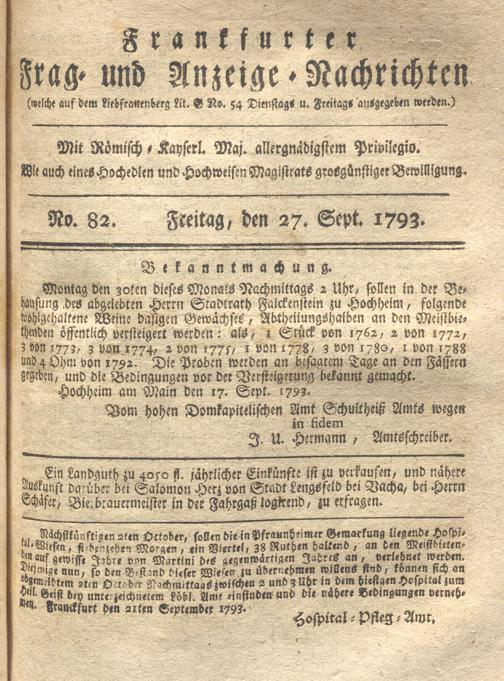 Frankfurter
Frag- und Anzeige-Nachrichten
(welche auf dem Liebfrauenberg Lit. G No. 54 Dienstags u. Freitags ausgegeben werden.)
Mit Römisch-Kayserl. Maj. allergnädigstem Privilegio.
Wie auch eines Hochedlen und Hochweisen Magistrats grosgünstiger Bewilligung.
No. 82. Freitag, den 27. Sept. 1793.
Bekanntmachung.
Montag den 30ten dieses Monats Nachmittags 2 Uhr, sollen in der Be-
hausung des abgelebten Herrn Stadtrath Falckenstein zu Hochheim, folgende
wohlgehaltene Weine dasigen Gewächses, Abtheilungshalben an den Meistbie-
thenden öffentlich versteigert werden: als, 1 Stück von 1762, 2 von 1772,
3 von 1773, 3 von 1774, 2 von 1775, 1 von 1778, 3 von 1780, 1 von 1788
und 4 Ohm von 1792. Die Proben werden an besagtem Tage an den Fässern
gegeben, und die Bedingungen vor der Versteigerung bekannt gemacht.
Hochheim am Main den 17. Sept. 1793.
Vom hohen Domkapitelischen Amt Schultheiß Amts wegen
in fidem
J. U. Hermann, Amtsschreiber.
Ein Landguth zu 4050 fl. jährlicher Einkünfte ist zu verkaufen, und nähere
Auskunft darüber bei Salomon Herz von Stadt Lengsfeld bei Vacha, bei Herrn
Schäfer, Bierbrauermeister in der Fahrgaß logirend, zu erfragen.
Nächstkünftigen 2ten October, sollen die in Pfraunheimer Gemarkung liegende Hospi-
tal-Wiesen, siebenzehen Morgen, ein Viertel, 38 Ruthen haltend, an den Meistbieten-
den auf gewisse Jahre von Martini des gegenwärtigen Jahres an, verlehnet werden.
Diejenige nun, so den Bestand dieser Wiesen zu übernehmen willens sind, können sich an
abgemeldten 2ten October Nachmittags zwischen 2 und 3 Uhr in dem hiesigen Hospital zum
Heil. Geist bey unterzeichnetem Löbl. Amt einfinden und die nähere Bedingungen verneh-
men. Frankfurt den 21ten September 1793.
Hospital-Pfleg-Amt.